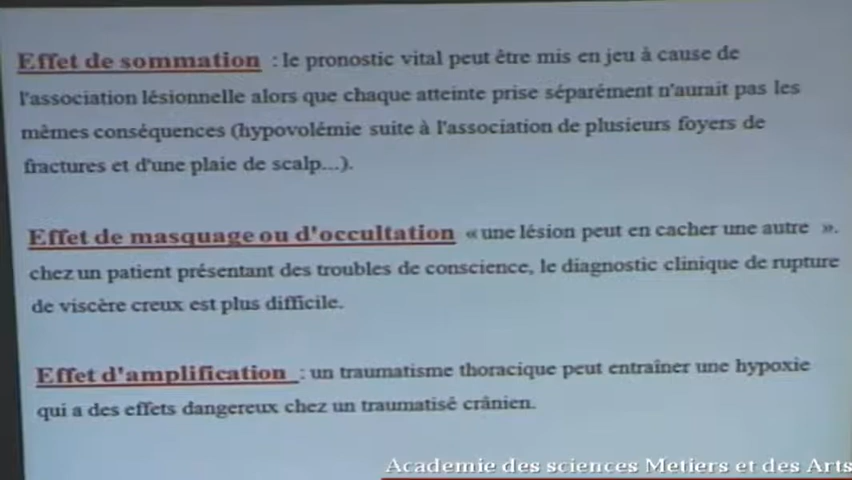 Effet de sommation : le pronostic vital peut être mis en jeu à cause de
l'association lésionnelle alors que chaque atteinte prise séparément n'aurait pas les
mêmes conséquences (hypovolémie suite à l'association de plusieurs foyers de
fractures et d'une plaie de scalp...).
Effet de masquage ou d'occultation « une lésion peut en cacher une autre ».
chez un patient présentant des troubles de conscience, le diagnostic clinique de rupture
de viscère creux est plus difficile.
Effet d'amplification : un traumatisme thoracique peut entraîner une hypoxie
qui a des effets dangereux chez un traumatisé crânien.
Academie des sciences Metiers et des Arts